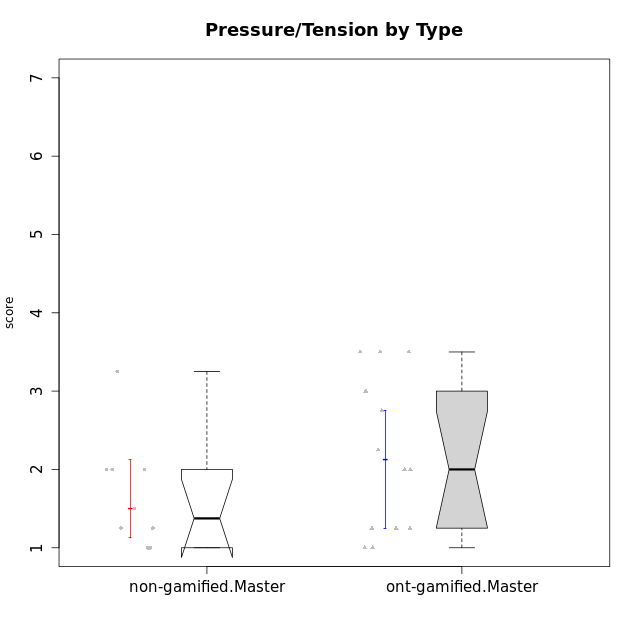 Pressure/Tension by Type
score
7
6
5
4
3
2
1
non-gamified.Master
ont-gamified.Master